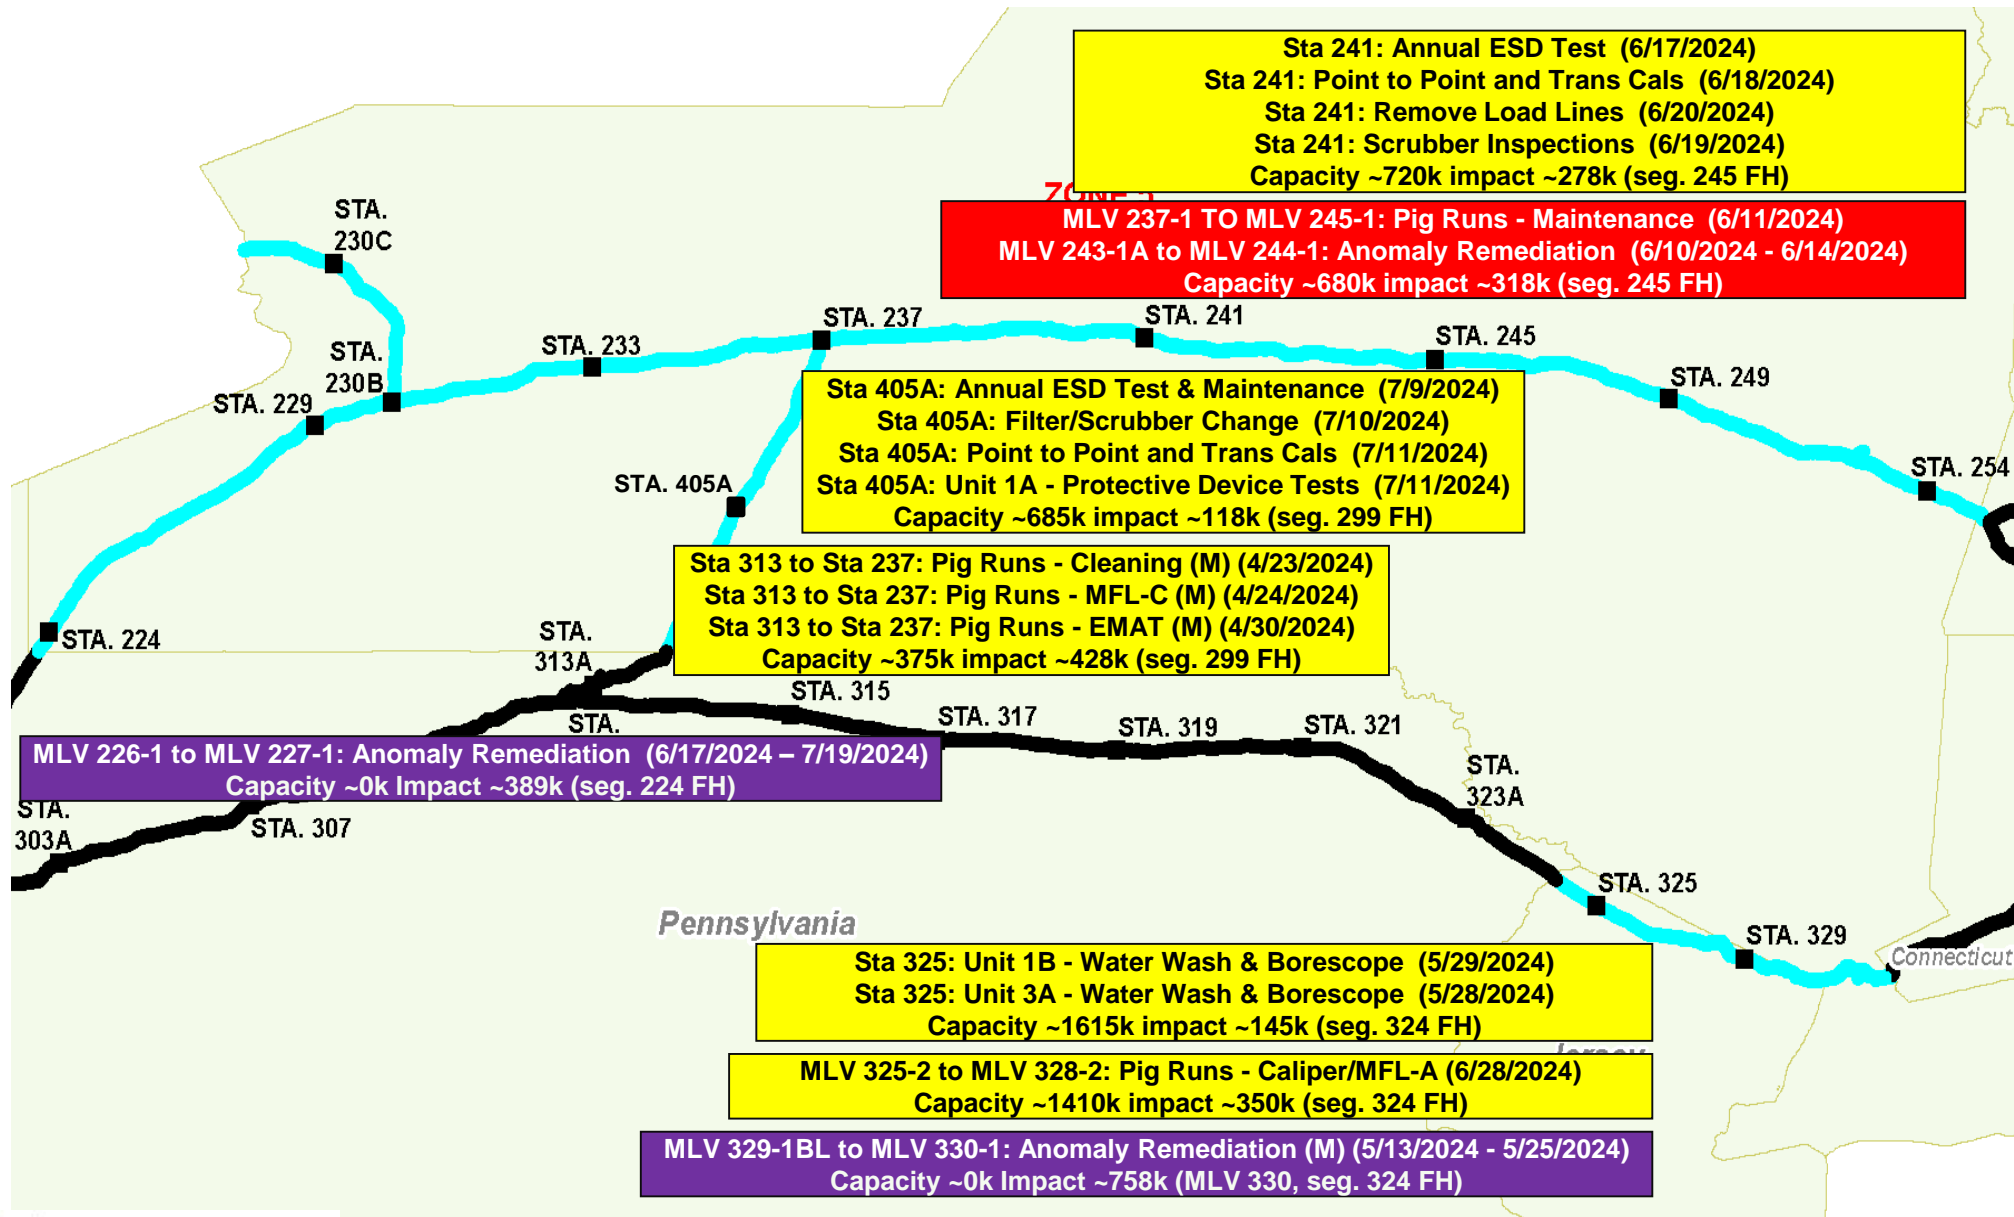 Sta 241: Annual ESD Test (6/17/2024)
Sta 241: Point to Point and Trans Cals (6/18/2024)
Sta 241: Remove Load Lines (6/20/2024)
Sta 241: Scrubber Inspections (6/19/2024)
Capacity ~720k impact ~278k (seg. 245 FH)
ZONE 5
MLV 237-1 TO MLV 245-1: Pig Runs - Maintenance (6/11/2024)
MLV 243-1A to MLV 244-1: Anomaly Remediation (6/10/2024 - 6/14/2024)
Capacity ~680k impact ~318k (seg. 245 FH)
STA.
230C
STA. 237
STA. 241
STA. 233
STA. 245
STA.
230B
STA. 229
STA. 249
Sta 405A: Annual ESD Test & Maintenance (7/9/2024)
Sta 405A: Filter/Scrubber Change (7/10/2024)
Sta 405A: Point to Point and Trans Cals (7/11/2024)
Sta 405A: Unit 1A - Protective Device Tests (7/11/2024)
Capacity ~685k impact ~118k (seg. 299 FH)
STA. 405A
STA. 254
Sta 313 to Sta 237: Pig Runs - Cleaning (M) (4/23/2024)
Sta 313 to Sta 237: Pig Runs - MFL-C (M) (4/24/2024)
Sta 313 to Sta 237: Pig Runs - EMAT (M) (4/30/2024)
Capacity ~375k impact ~428k (seg. 299 FH)
STA. 224
STA.
313A
STA. 315
STA.
STA. 317
STA. 319
STA. 321
MLV 226-1 to MLV 227-1: Anomaly Remediation (6/17/2024 – 7/19/2024)
Capacity ~0k Impact ~389k (seg. 224 FH)
STA.
323A
STA.
303A
STA. 307
STA. 325
Pennsylvania
STA. 329
Connecticut
Sta 325: Unit 1B - Water Wash & Borescope (5/29/2024)
Sta 325: Unit 3A - Water Wash & Borescope (5/28/2024)
Capacity ~1615k impact ~145k (seg. 324 FH)
Jersey
MLV 325-2 to MLV 328-2: Pig Runs - Caliper/MFL-A (6/28/2024)
Capacity ~1410k impact ~350k (seg. 324 FH)
MLV 329-1BL to MLV 330-1: Anomaly Remediation (M) (5/13/2024 - 5/25/2024)
Capacity ~0k Impact ~758k (MLV 330, seg. 324 FH)